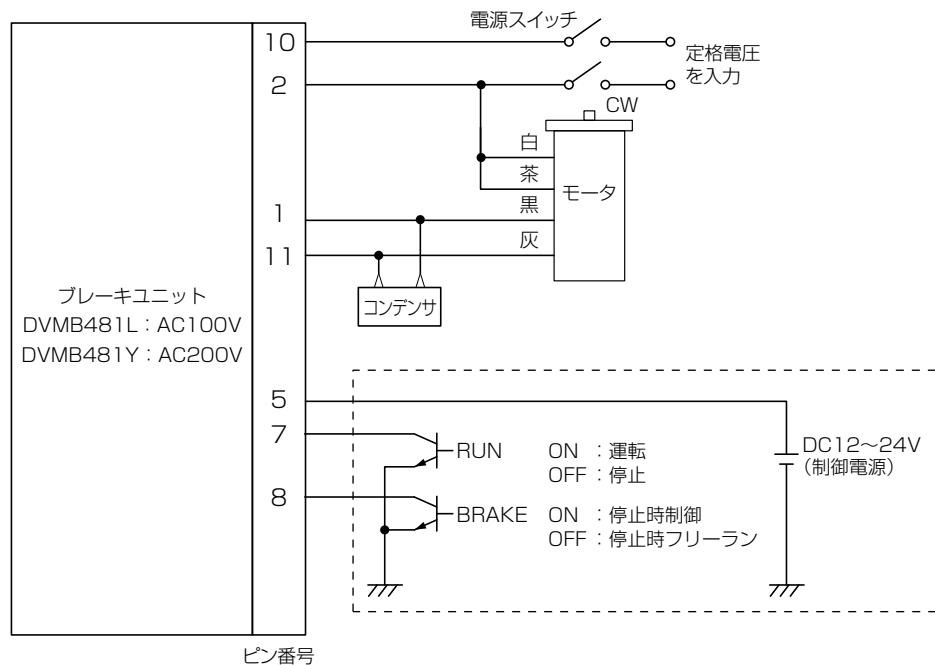 電源スイッチ
10
定格電圧
を入力
2
CW
白
茶
モータ
黒
1
灰
11
コンデンサ
ブレーキユニット
DVMB481L：AC100V
DVMB481Y：AC200V
5
7
RUN ON ：運転
OFF ：停止
DC12〜24V
（制御電源）
8
BRAKE ON ：停止時制御
OFF ：停止時フリーラン
ピン番号